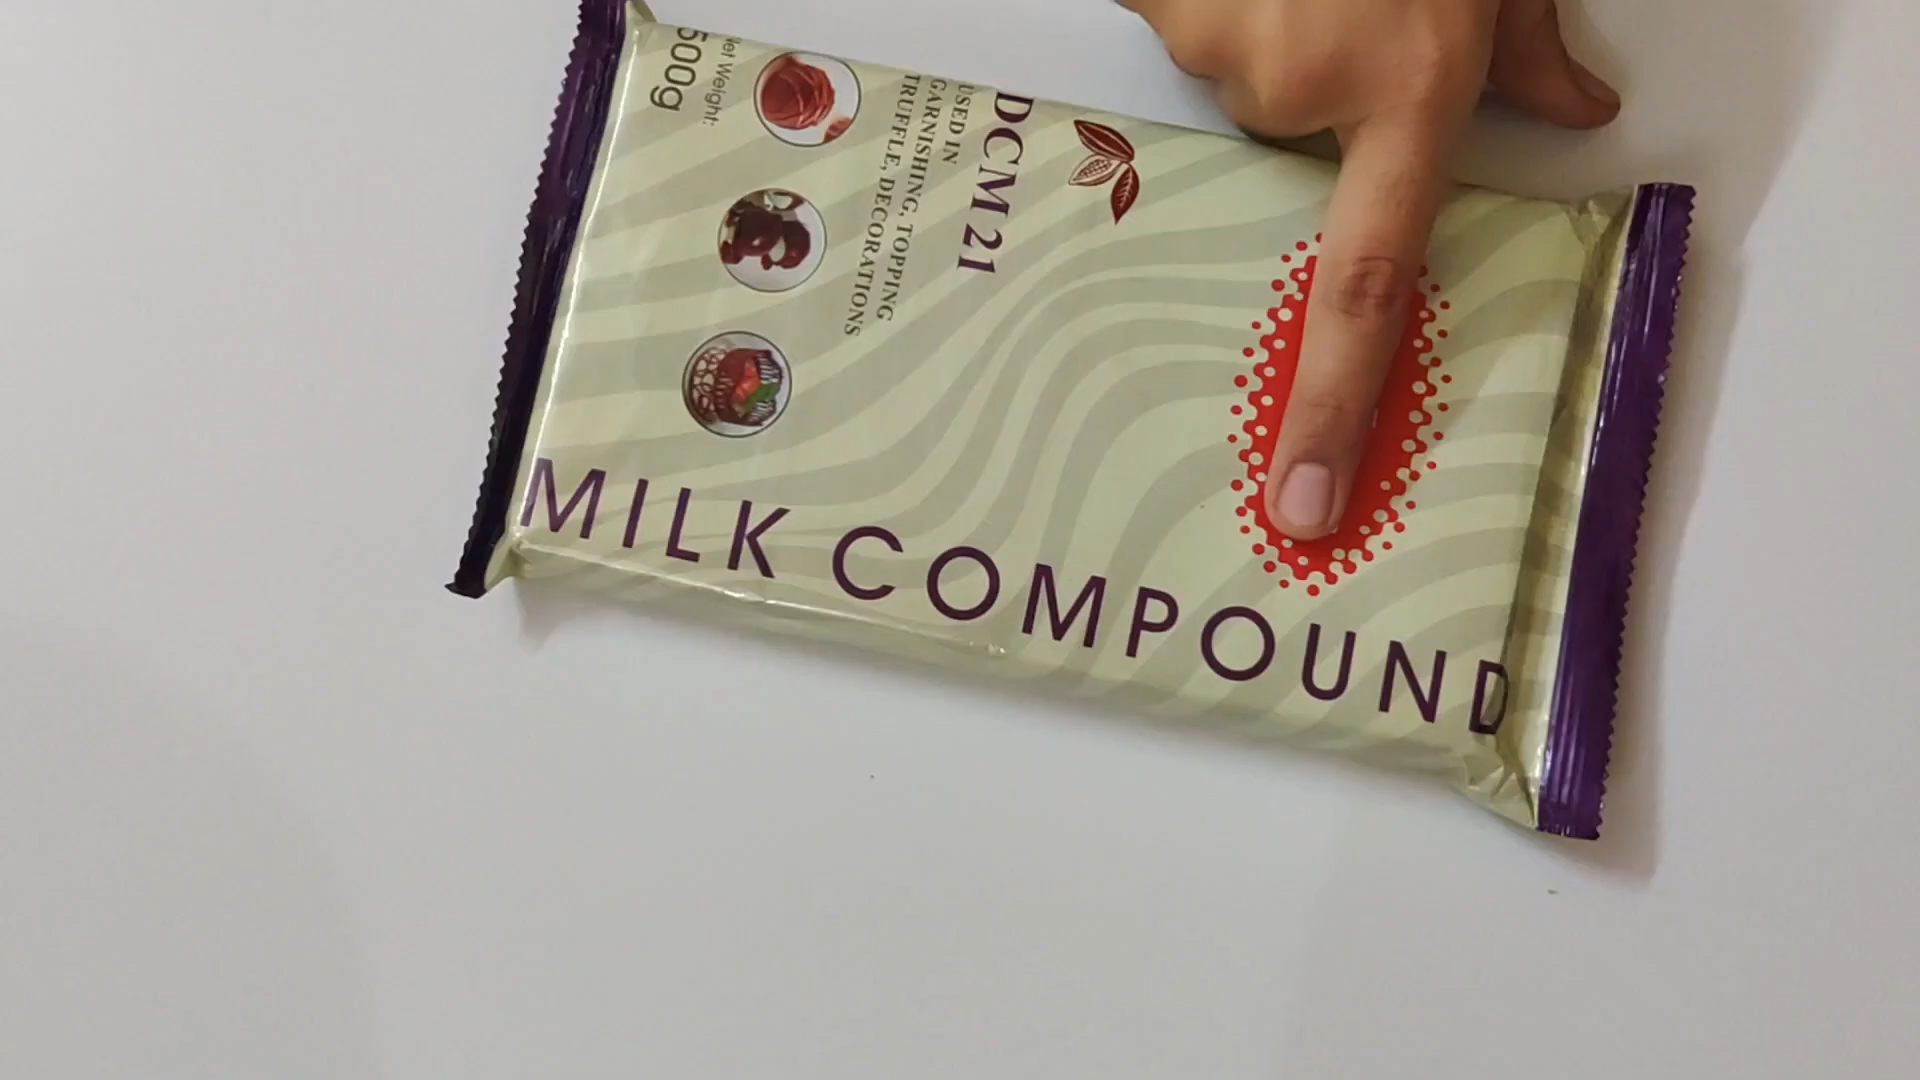 DCM 21
USED IN
GARNISHING, TOPPING
TRUFFLE, DECORATIONS
Net Weight:
500g
MILK COMPOUND